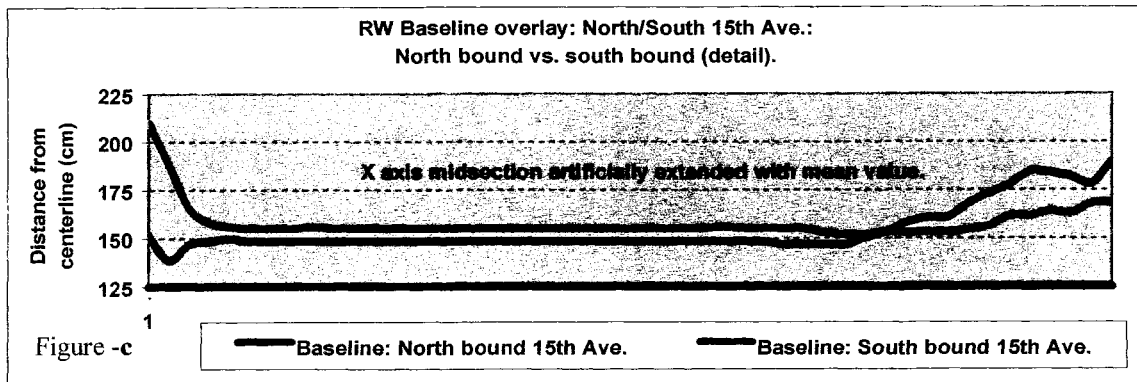 RW Baseline overlay: North/South 15th Ave.:
North bound vs. south bound (detail).
Distance from
centerline (cm)
225
200
175
150
125
X axis midsection artificially extended with mean value.
1
Figure -c
Baseline: North bound 15th Ave.
Baseline: South bound 15th Ave.